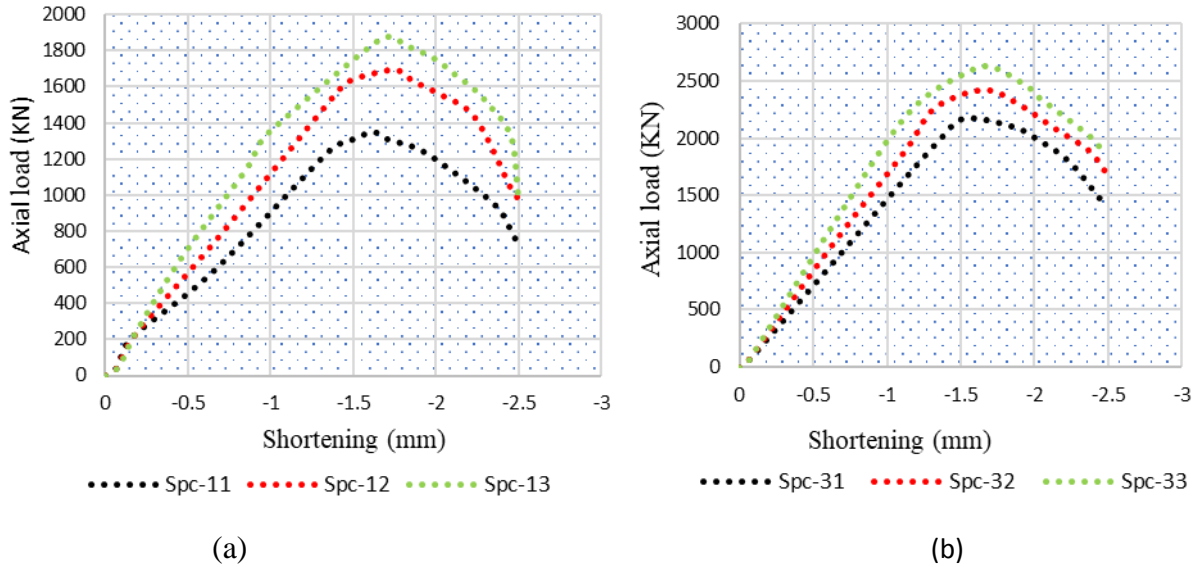 2000
1800
1600
1400
1200
1000
800
600
400
200
0
Axial load (KN)
0 -0.5 -1 -1.5 -2 -2.5 -3
Shortening (mm)
Spc-11 Spc-12 Spc-13
(a)
3000
2500
2000
1500
1000
500
0
Axial load (KN)
0 -0.5 -1 -1.5 -2 -2.5 -3
Shortening (mm)
Spc-31 Spc-32 Spc-33
(b)